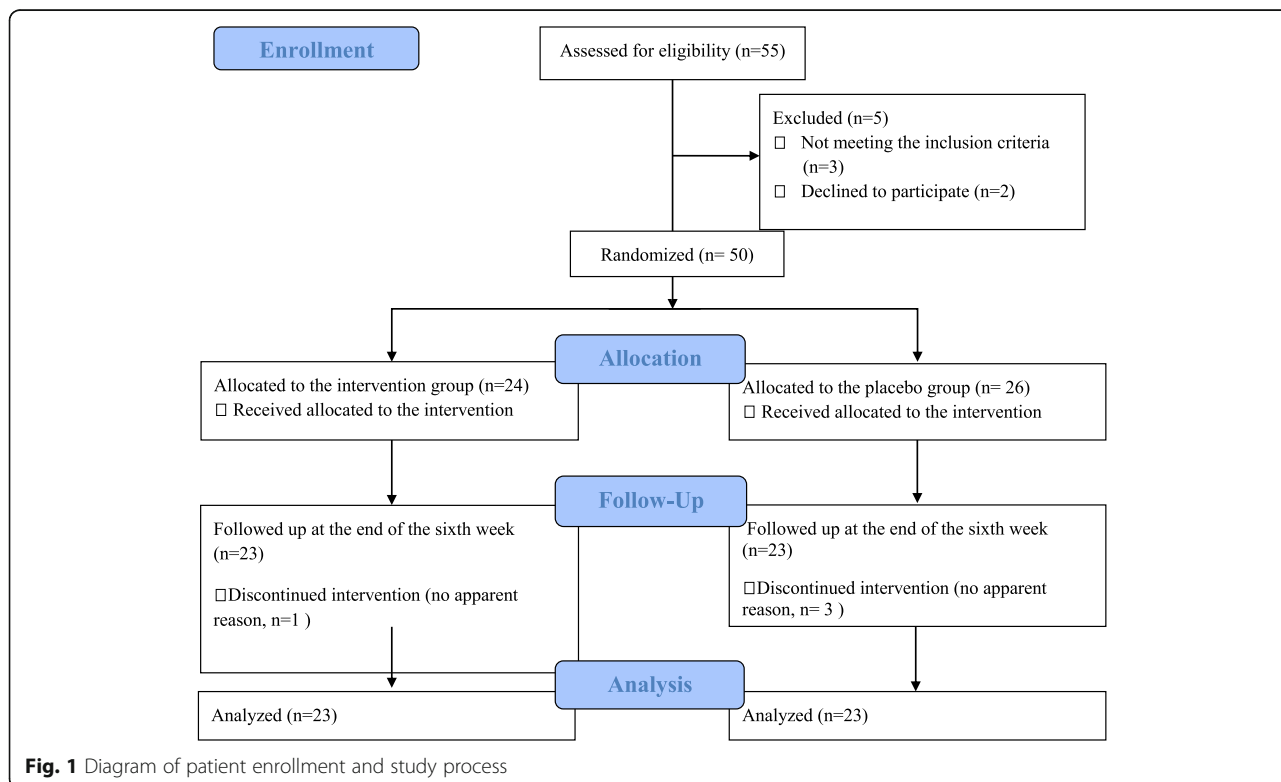 Enrollment
Assessed for eligibility (n=55)
Excluded (n=5)
□ Not meeting the inclusion criteria
(n=3)
□ Declined to participate (n=2)
Randomized (n= 50)
Allocation
Allocated to the intervention group (n=24)
□ Received allocated to the intervention
Allocated to the placebo group (n= 26)
□ Received allocated to the intervention
Follow-Up
Followed up at the end of the sixth week
(n=23)
□Discontinued intervention (no apparent
reason, n=1 )
Followed up at the end of the sixth week
(n=23)
□Discontinued intervention (no apparent
reason, n= 3 )
Analysis
Analyzed (n=23)
Analyzed (n=23)
Fig. 1 Diagram of patient enrollment and study process